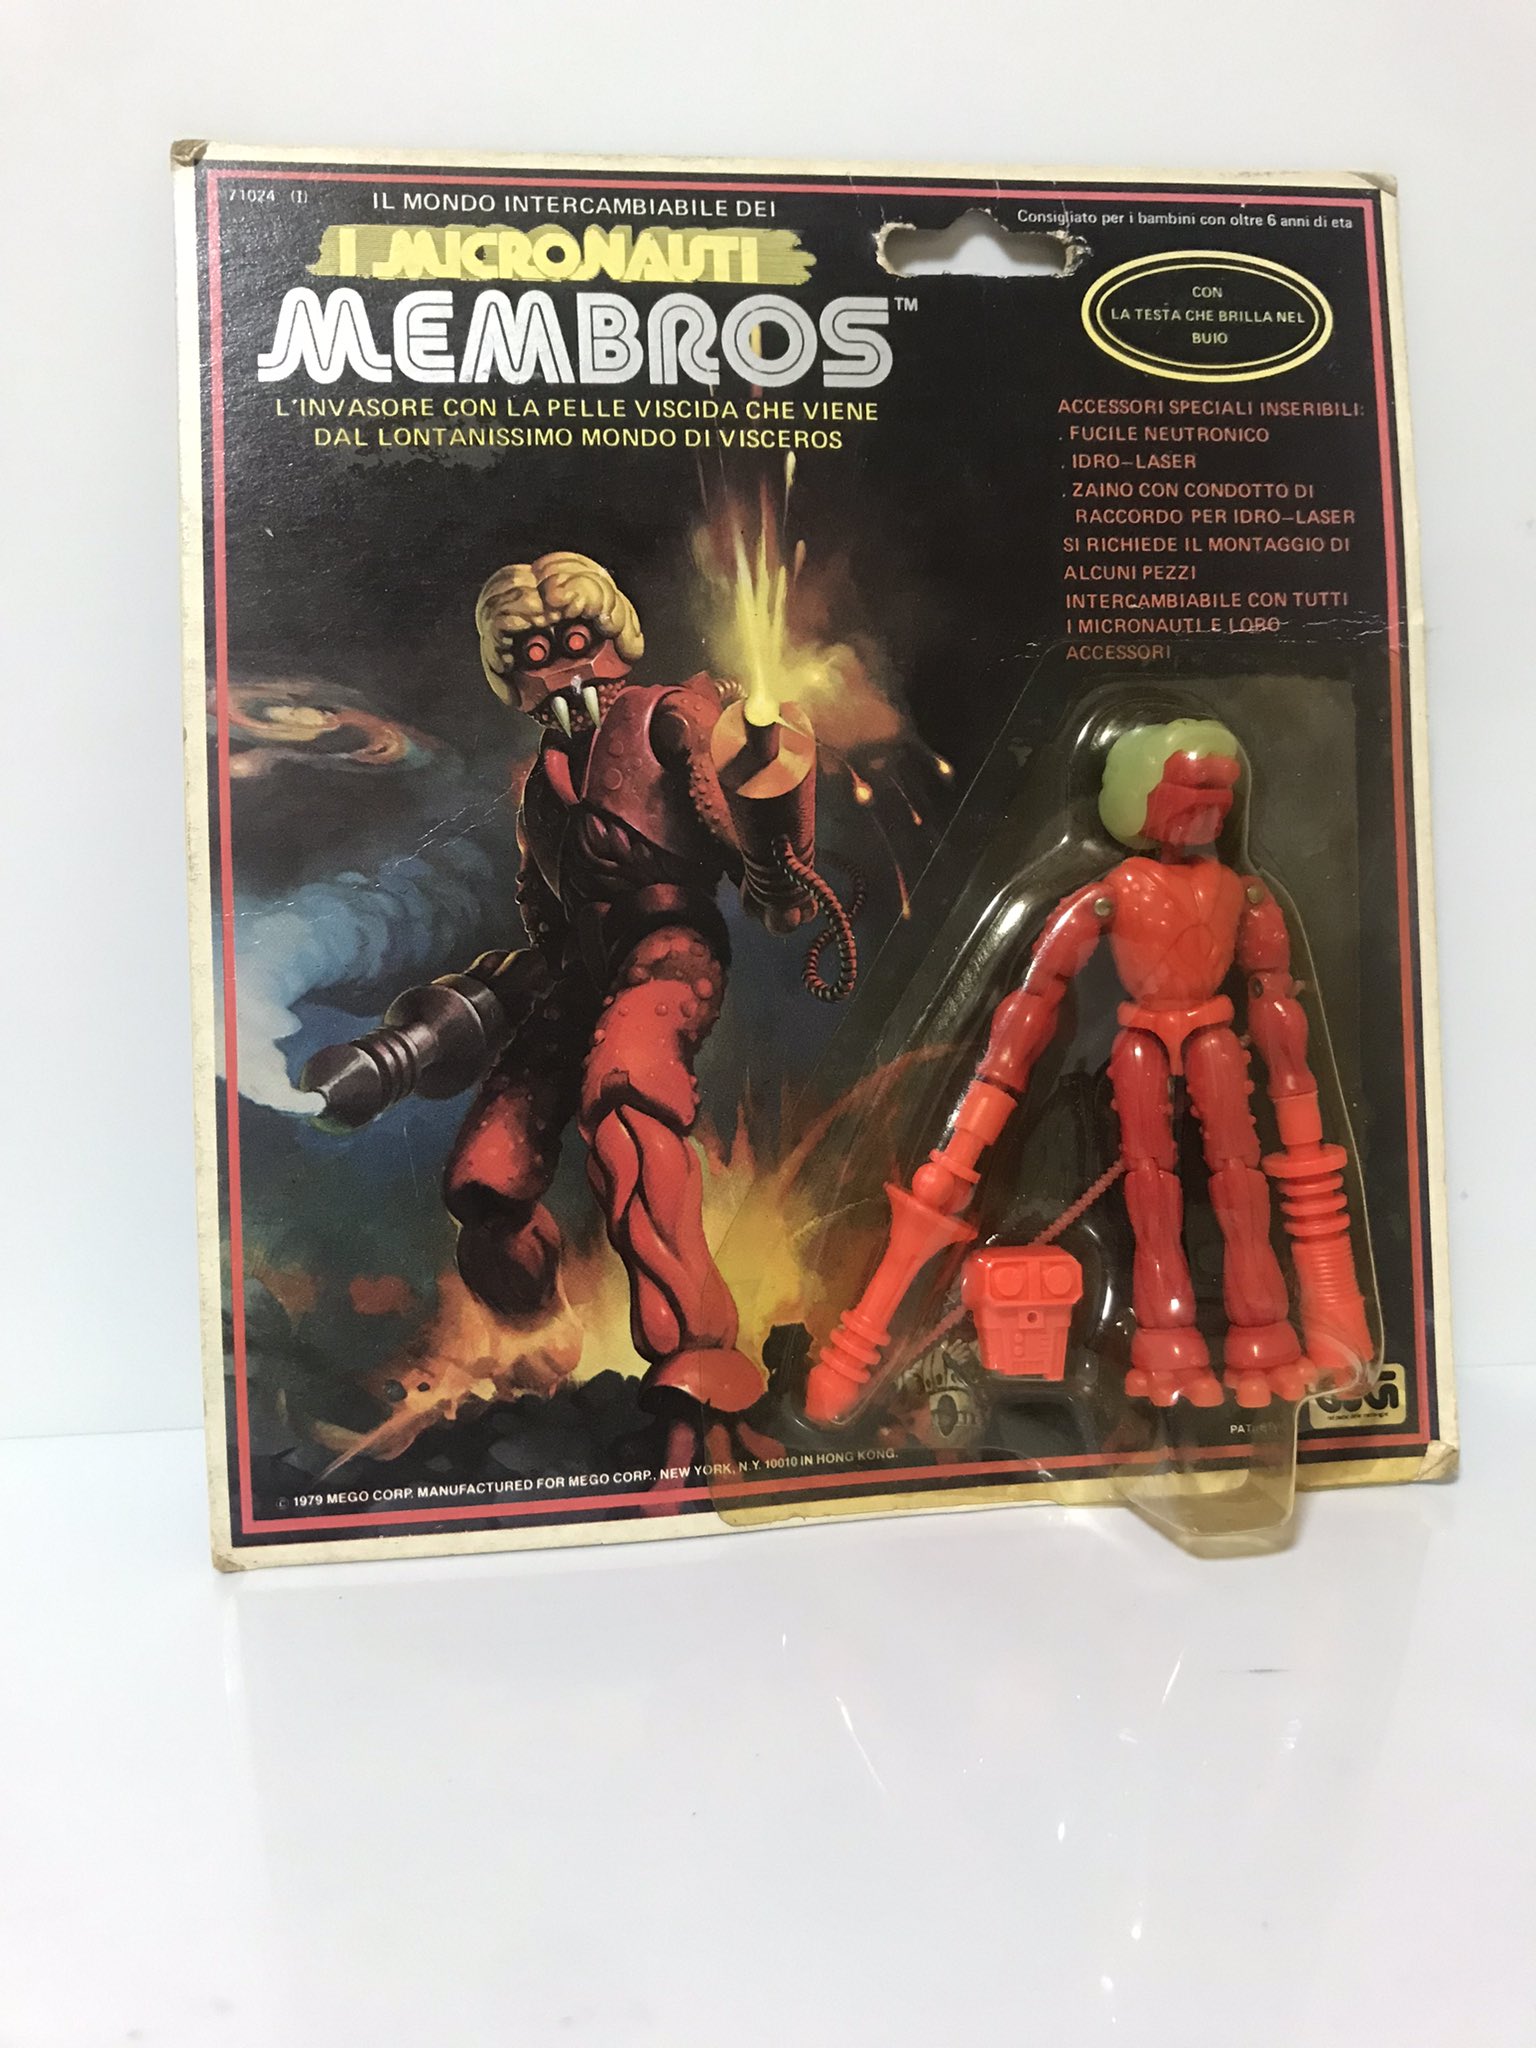 71024 (I)
IL MONDO INTERCAMBIABILE DEI
I MICRONAUTI
MEMBROS™
L'INVASORE CON LA PELLE VISCIDA CHE VIENE
DAL LONTANISSIMO MONDO DI VISCEROS
Consigliato per i bambini con oltre 6 anni di eta
CON
LA TESTA CHE BRILLA NEL
BUIO
ACCESSORI SPECIALI INSERIBILI:
. FUCILE NEUTRONICO
. IDRO-LASER
. ZAINO CON CONDOTTO DI
RACCORDO PER IDRO-LASER
SI RICHIEDE IL MONTAGGIO DI
ALCUNI PEZZI
INTERCAMBIABILE CON TUTTI
I MICRONAUTI E LORO
ACCESSORI
© 1979 MEGO CORP. MANUFACTURED FOR MEGO CORP., NEW YORK, N.Y. 10010 IN HONG KONG.